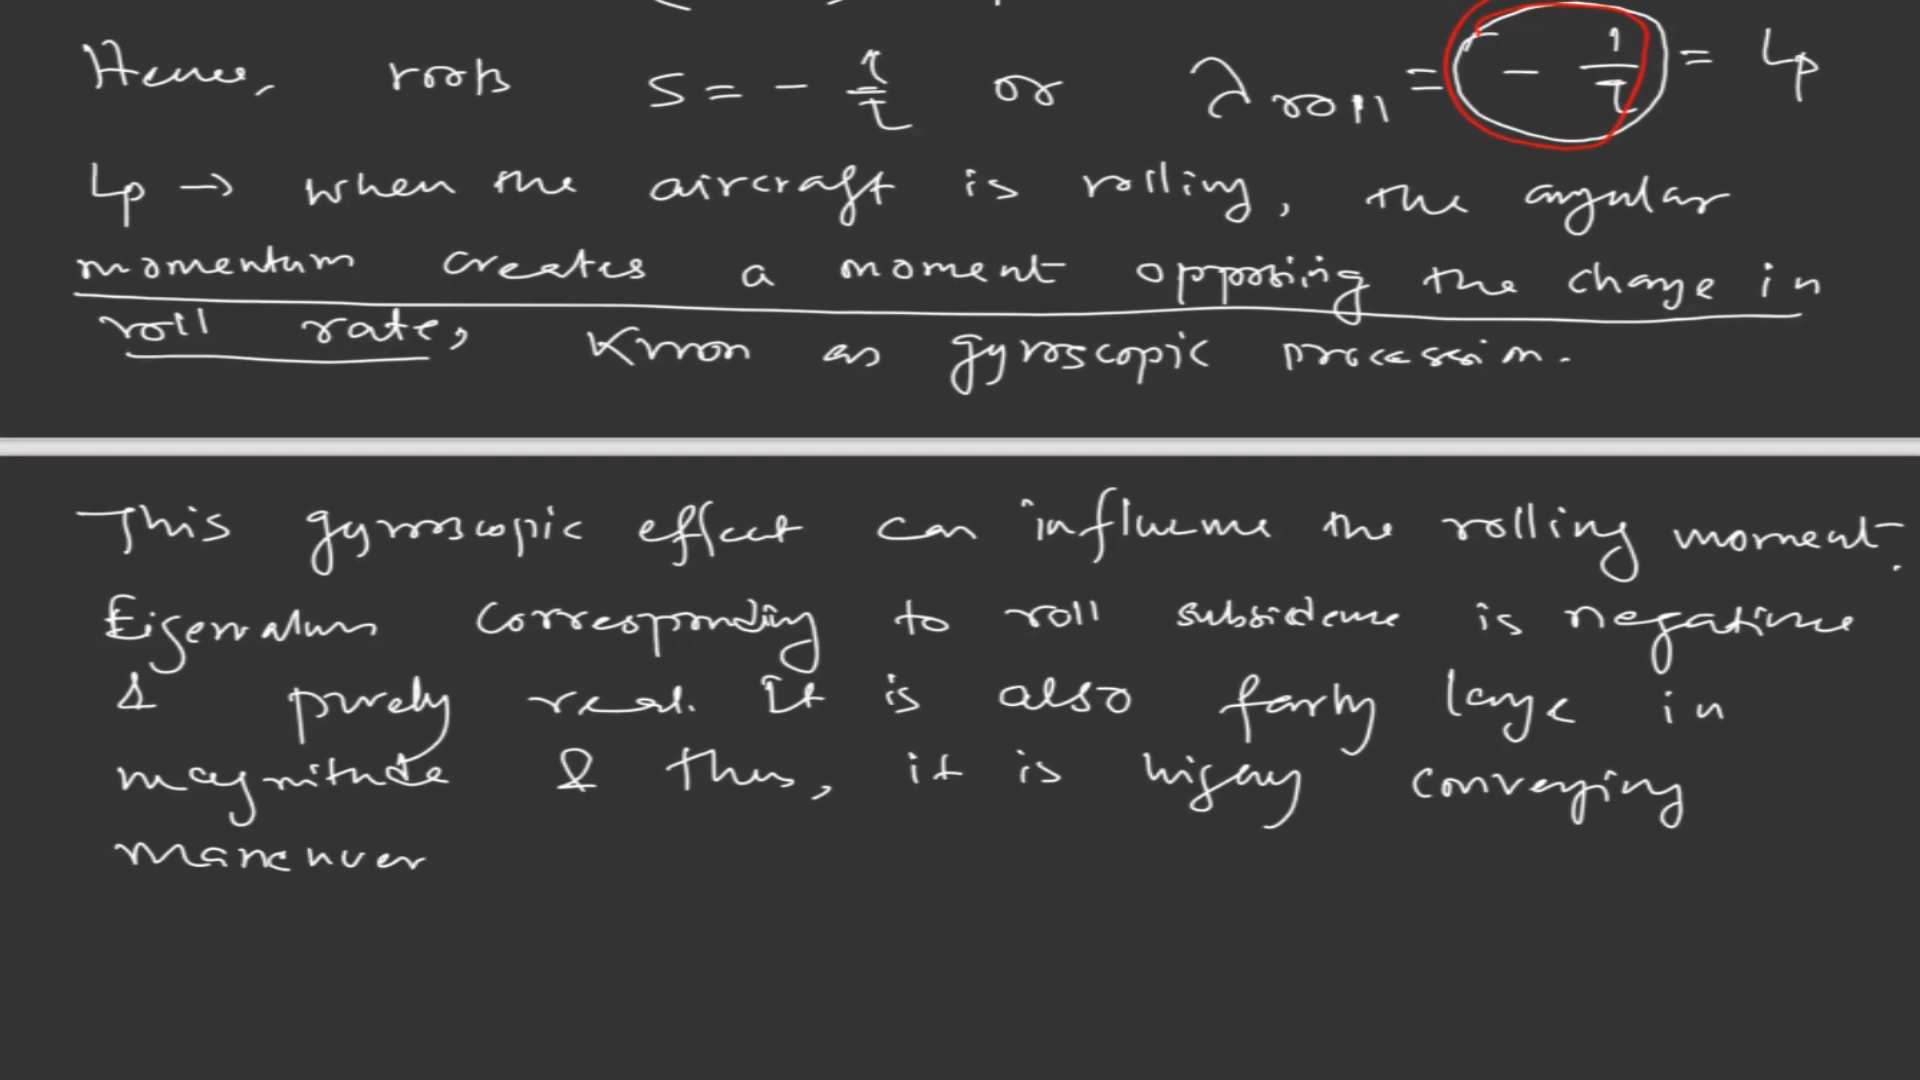 Hence, roots s = - 1/τ or λ roll = (- 1/τ) = Lp
Lp → when the aircraft is rolling, the angular
momentum creates a moment opposing the change in
roll rate, known as gyroscopic precession.
This gyroscopic effect can influence the rolling moment.
Eigenvalues corresponding to roll subsidence is negative
& purely real. It is also fairly large in
magnitude & thus, it is highly converging
maneuver